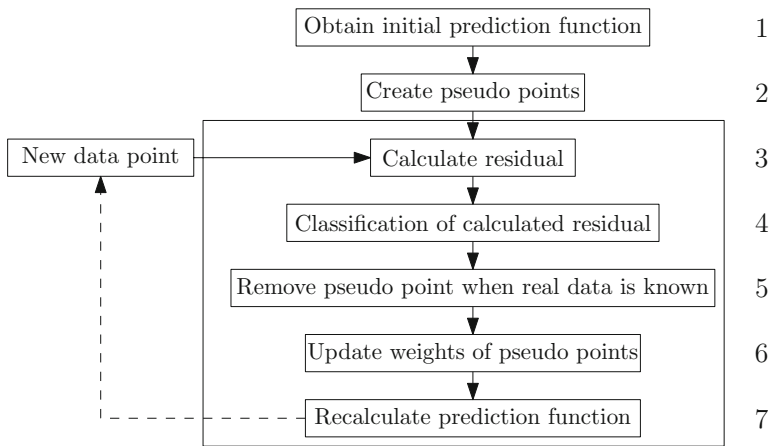 Obtain initial prediction function 1
Create pseudo points 2
New data point Calculate residual 3
Classification of calculated residual 4
Remove pseudo point when real data is known 5
Update weights of pseudo points 6
Recalculate prediction function 7